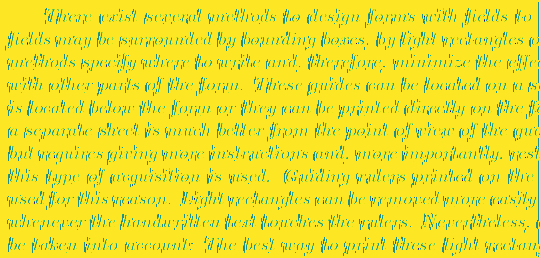 There exist several methods to design forms with fields to
fields may be surrounded by bounding boxes, by light rectangles
methods specify where to write and, therefore, minimize the
with other parts of the form. These guides can be located on a
is located below the form or they can be printed directly on the
a separate sheet is much better from the point of view of the
but requires giving more instructions and, more importantly,
this type of acquisition is used. Guiding rulers printed on the
used for this reason. Light rectangles can be removed more easily
whenever the handwritten text touches the rulers. Nevertheless,
be taken into account: The best way to print these light